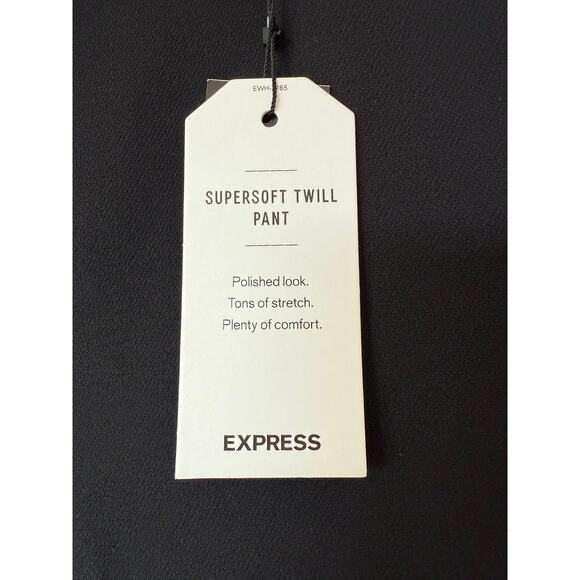 SUPERSOFT TWILL
PANT
Polished look.
Tons of stretch.
Plenty of comfort.
EXPRESS